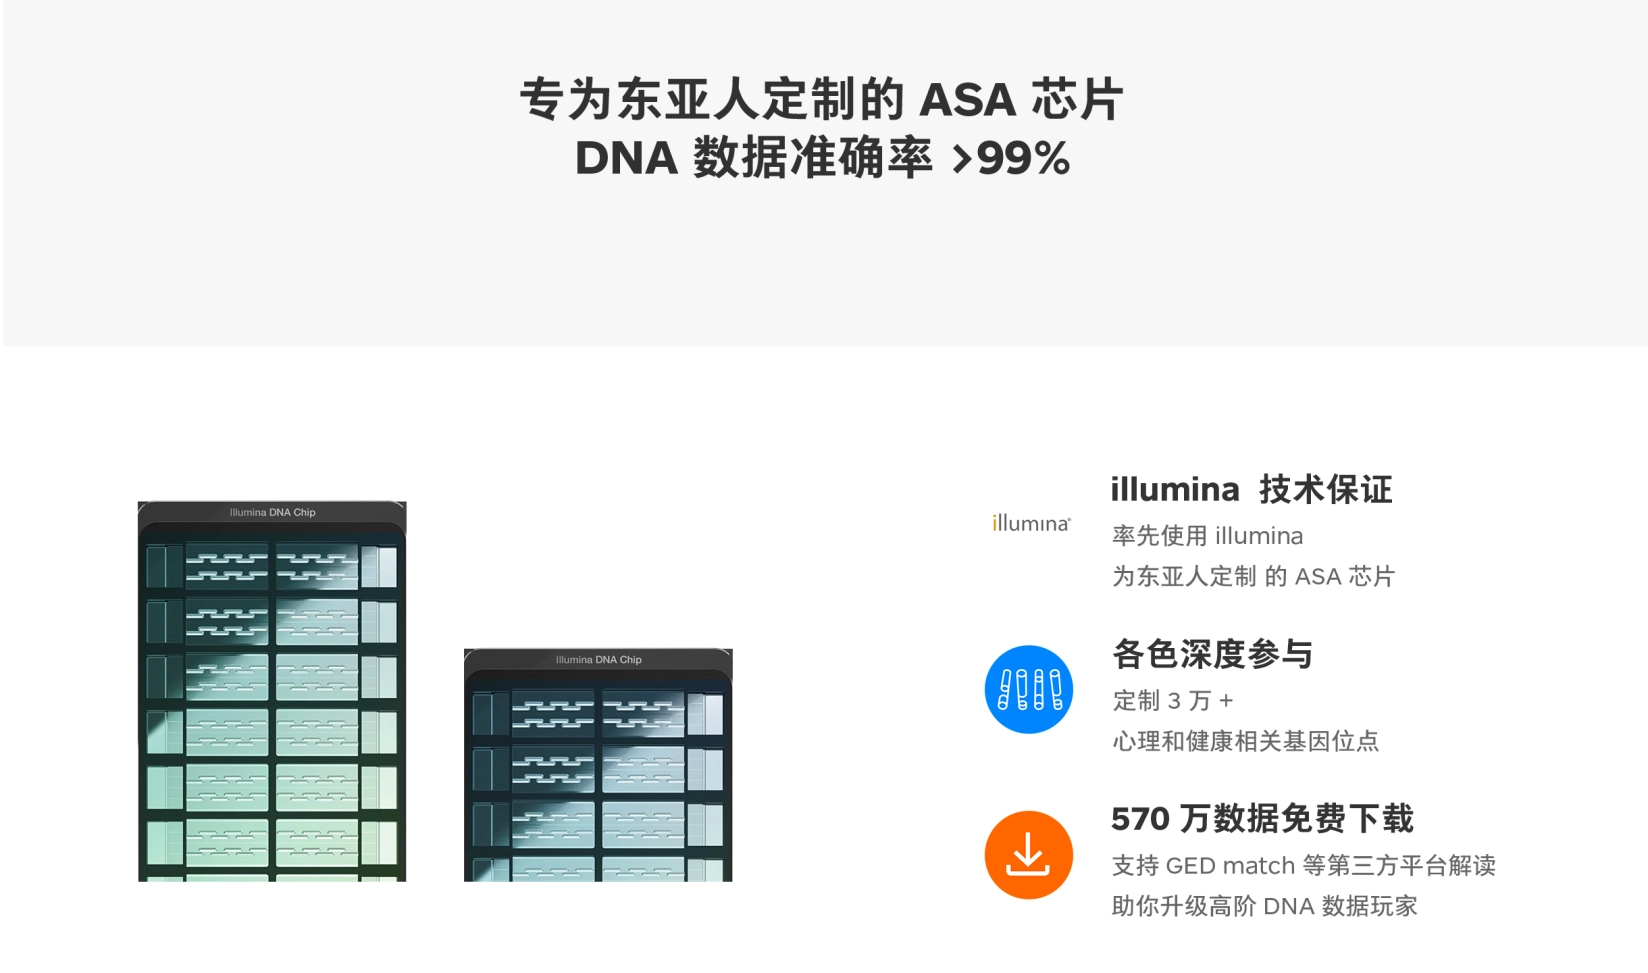 专为东亚人定制的 ASA 芯片
DNA 数据准确率 >99%
Illumina DNA Chip
Illumina DNA Chip
illumina®
illumina 技术保证
率先使用 illumina
为东亚人定制 的 ASA 芯片
各色深度参与
定制 3 万 +
心理和健康相关基因位点
570 万数据免费下载
支持 GED match 等第三方平台解读
助你升级高阶 DNA 数据玩家